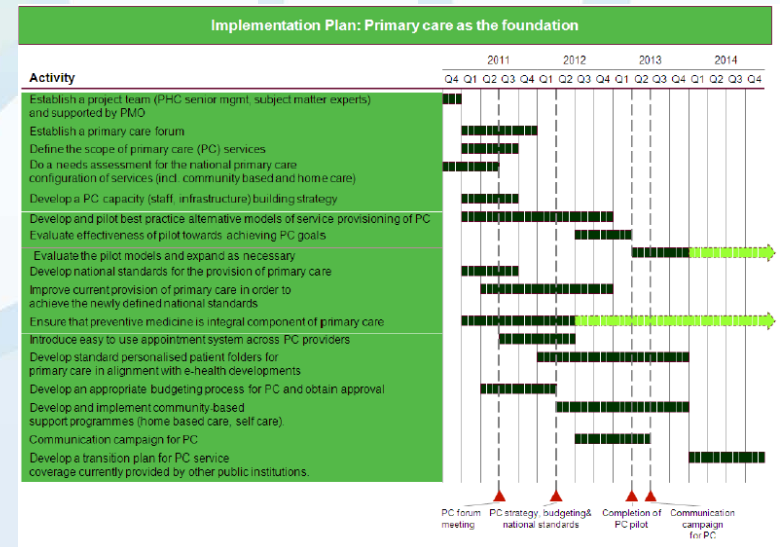 Implementation Plan: Primary care as the foundation
2011 2012 2013 2014
Activity Q4 Q1 Q2 Q3 Q4 Q1 Q2 Q3 Q4 Q1 Q2 Q3 Q4 Q1 Q2 Q3 Q4
Establish a project team (PHC senior mgmt, subject matter experts)
and supported by PMO
Establish a primary care forum
Define the scope of primary care (PC) services
Do a needs assessment for the national primary care
configuration of services (incl. community based and home care)
Develop a PC capacity (staff, infrastructure) building strategy
Develop and pilot best practice alternative models of service provisioning of PC
Evaluate effectiveness of pilot towards achieving PC goals
Evaluate the pilot models and expand as necessary
Develop national standards for the provision of primary care
Improve current provision of primary care in order to
achieve the newly defined national standards
Ensure that preventive medicine is integral component of primary care
Introduce easy to use appointment system across PC providers
Develop standard personalised patient folders for
primary care in alignment with e-health developments
Develop an appropriate budgeting process for PC and obtain approval
Develop and implement community-based
support programmes (home based care, self care).
Communication campaign for PC
Develop a transition plan for PC service
coverage currently provided by other public institutions.
PC forum
meeting
PC strategy, budgeting&
national standards
Completion of
PC pilot
Communication
campaign
for PC